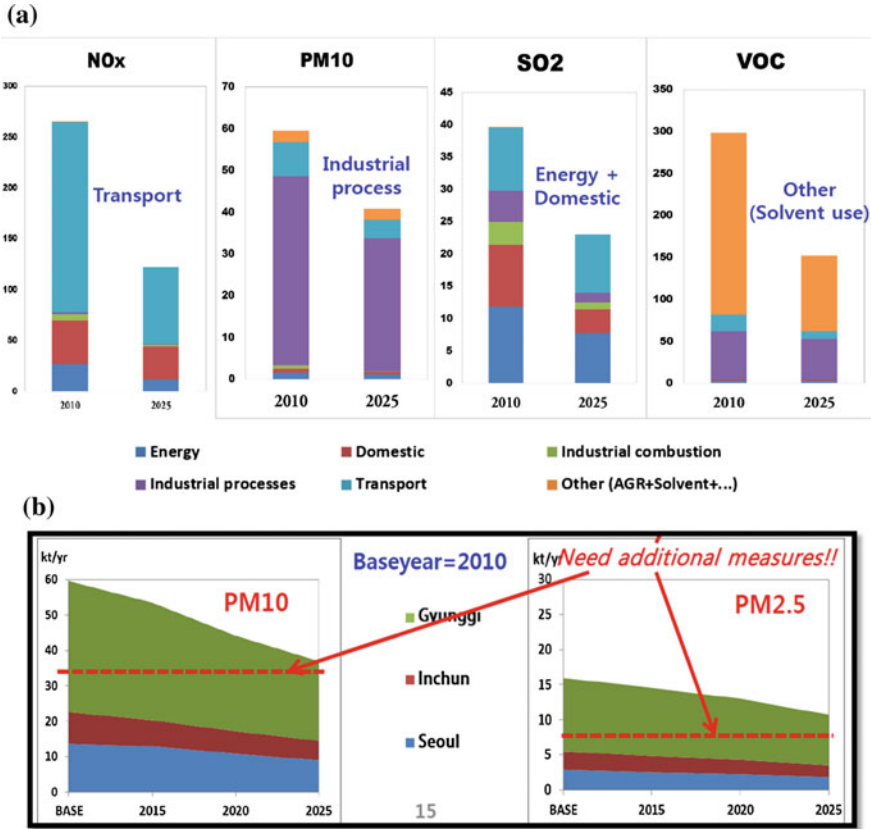 (a)
NOx
300
250
200
150
100
50
0
Transport
2010
2025
PM10
70
60
50
40
30
20
10
0
Industrial
process
2010
2025
SO2
45
40
35
30
25
20
15
10
5
0
Energy +
Domestic
2010
2025
VOC
350
300
250
200
150
100
50
0
Other
(Solvent use)
2010
2025
Energy
Domestic
Industrial combustion
Industrial processes
Transport
Other (AGR+Solvent+...)
(b)
kt/yr
60
50
40
30
20
10
0
PM10
BASE
2015
2020
2025
Baseyear=2010
Gyunggi
Inchun
Seoul
15
Need additional measures!!
kt/yr
30
25
20
15
10
5
0
PM2.5
BASE
2015
2020
2025